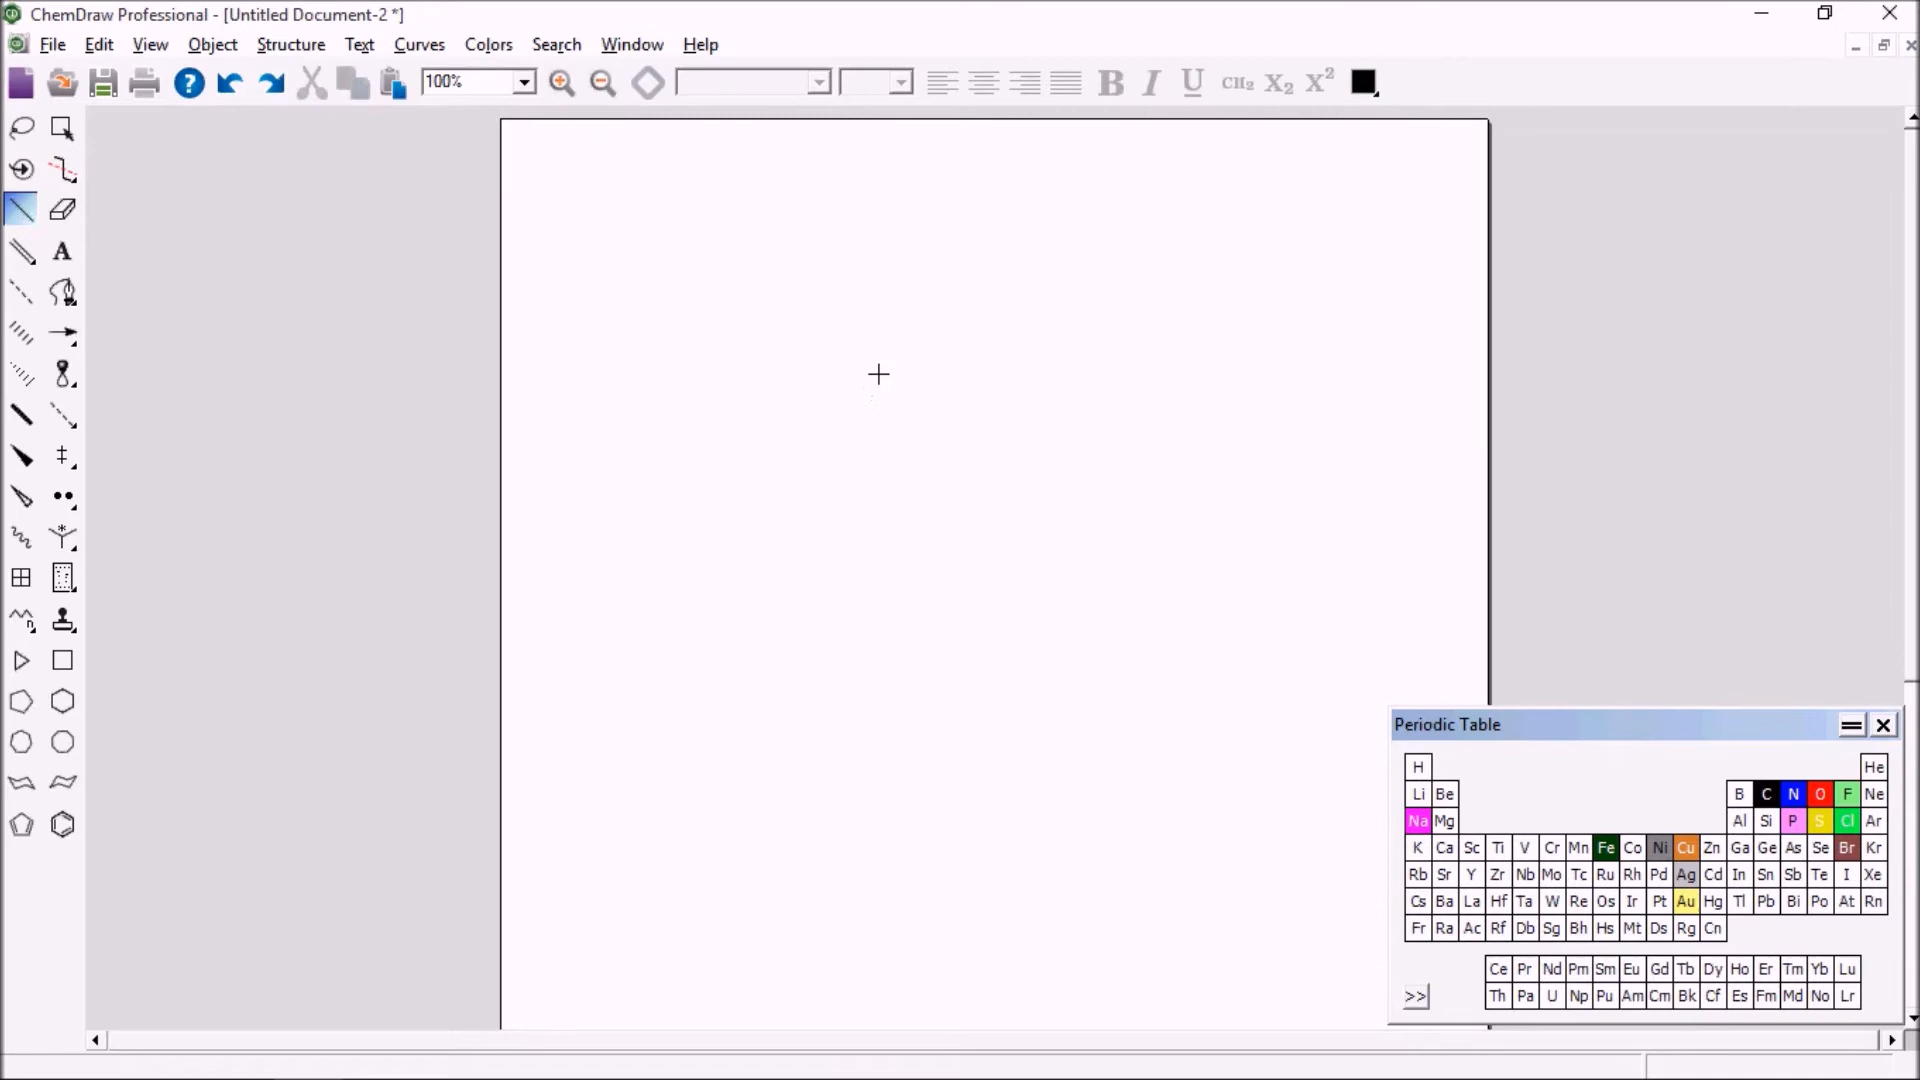 ChemDraw Professional - [Untitled Document-2 *]
File Edit View Object Structure Text Curves Colors Search Window Help
100% B I U CH2 X2 X2
A
n
Periodic Table
H He
Li Be B C N O F Ne
Na Mg Al Si P S Cl Ar
K Ca Sc Ti V Cr Mn Fe Co Ni Cu Zn Ga Ge As Se Br Kr
Rb Sr Y Zr Nb Mo Tc Ru Rh Pd Ag Cd In Sn Sb Te I Xe
Cs Ba La Hf Ta W Re Os Ir Pt Au Hg Tl Pb Bi Po At Rn
Fr Ra Ac Rf Db Sg Bh Hs Mt Ds Rg Cn
Ce Pr Nd Pm Sm Eu Gd Tb Dy Ho Er Tm Yb Lu
>> Th Pa U Np Pu Am Cm Bk Cf Es Fm Md No Lr